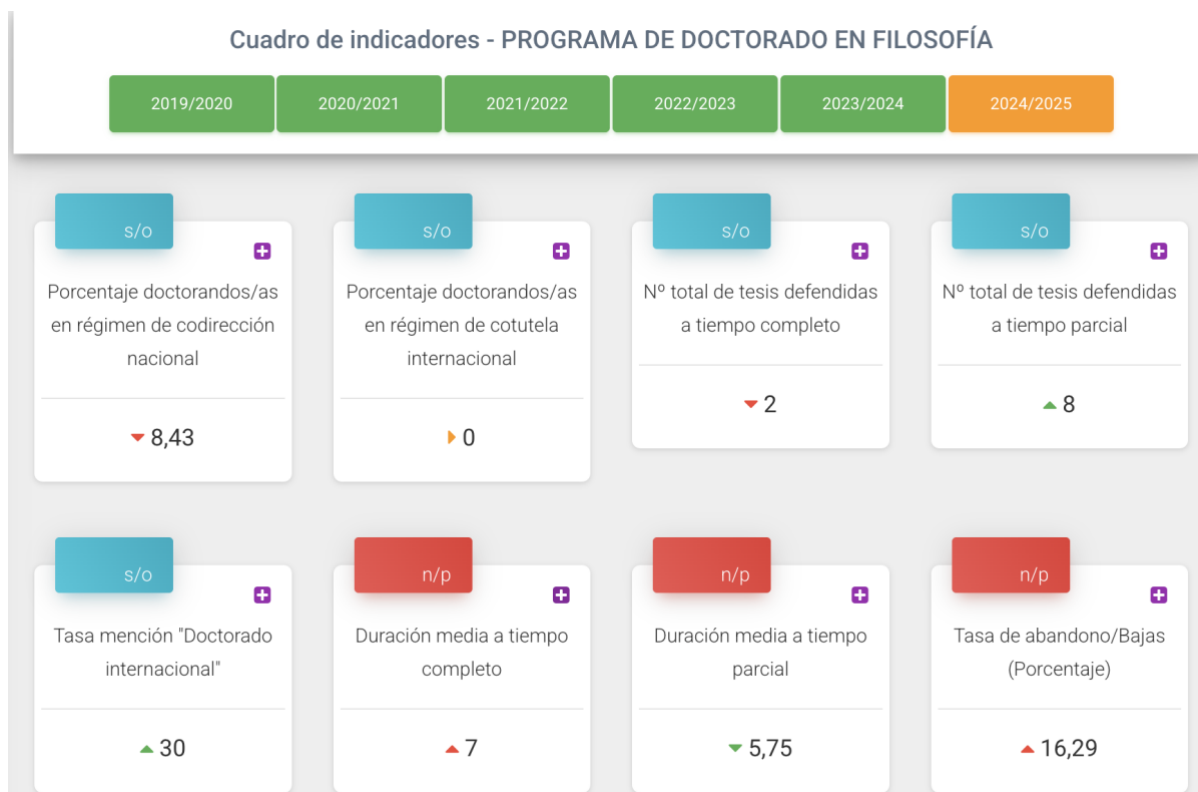 Cuadro de indicadores - PROGRAMA DE DOCTORADO EN FILOSOFÍA
2019/2020
2020/2021
2021/2022
2022/2023
2023/2024
2024/2025
s/o
Porcentaje doctorandos/as
en régimen de codirección
nacional
8,43
s/o
Porcentaje doctorandos/as
en régimen de cotutela
internacional
0
s/o
Nº total de tesis defendidas
a tiempo completo
2
s/o
Nº total de tesis defendidas
a tiempo parcial
8
s/o
Tasa mención "Doctorado
internacional"
30
n/p
Duración media a tiempo
completo
7
n/p
Duración media a tiempo
parcial
5,75
n/p
Tasa de abandono/Bajas
(Porcentaje)
16,29